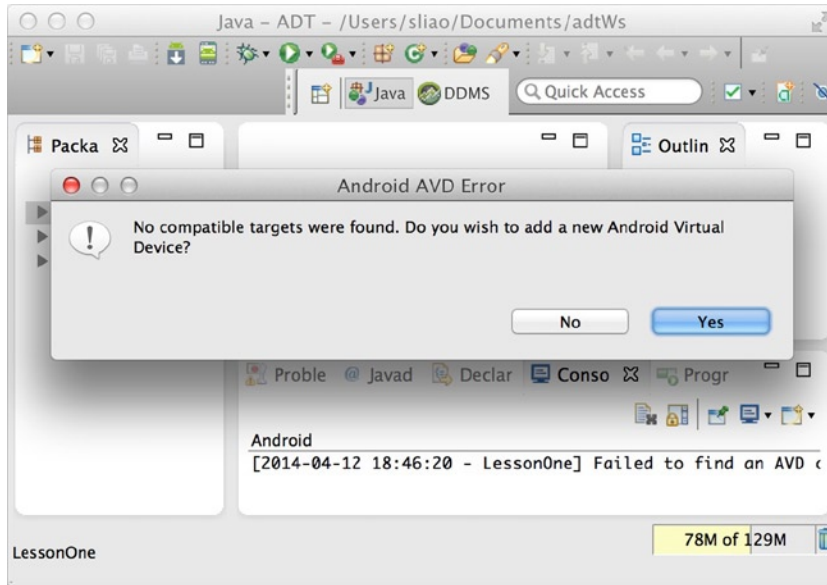 Java – ADT – /Users/sliao/Documents/adtWs
Java
DDMS
Quick Access
Packa
Outlin
Android AVD Error
No compatible targets were found. Do you wish to add a new Android Virtual
Device?
No
Yes
Proble
@ Javad
Declar
Conso
Progr
Android
[2014-04-12 18:46:20 - LessonOne] Failed to find an AVD
LessonOne
78M of 129M